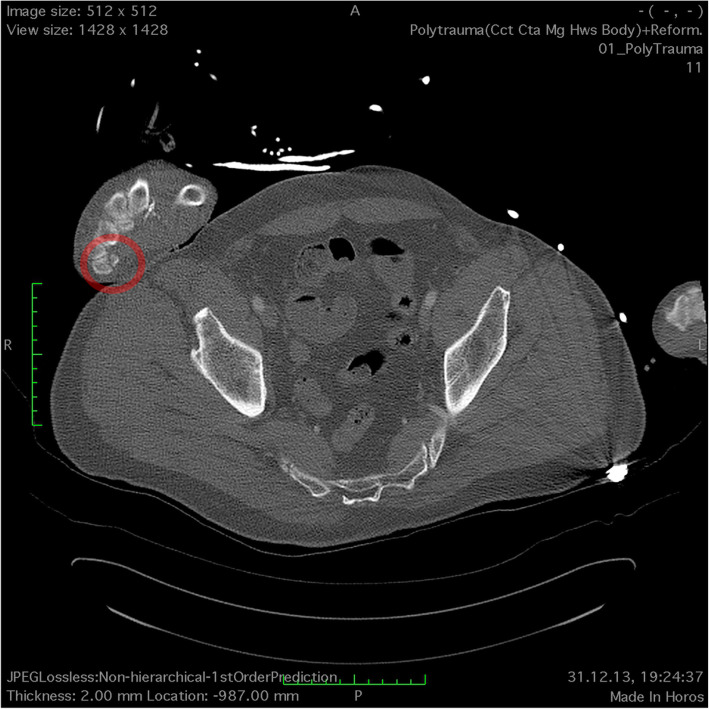 Image size: 512 x 512
View size: 1428 x 1428
A
- ( -, -)
Polytrauma(Cct Cta Mg Hws Body)+Reform.
01_PolyTrauma
11
R
L
JPEGLossless:Non-hierarchical-1stOrderPrediction
Thickness: 2.00 mm Location: -987.00 mm
P
31.12.13, 19:24:37
Made In Horos